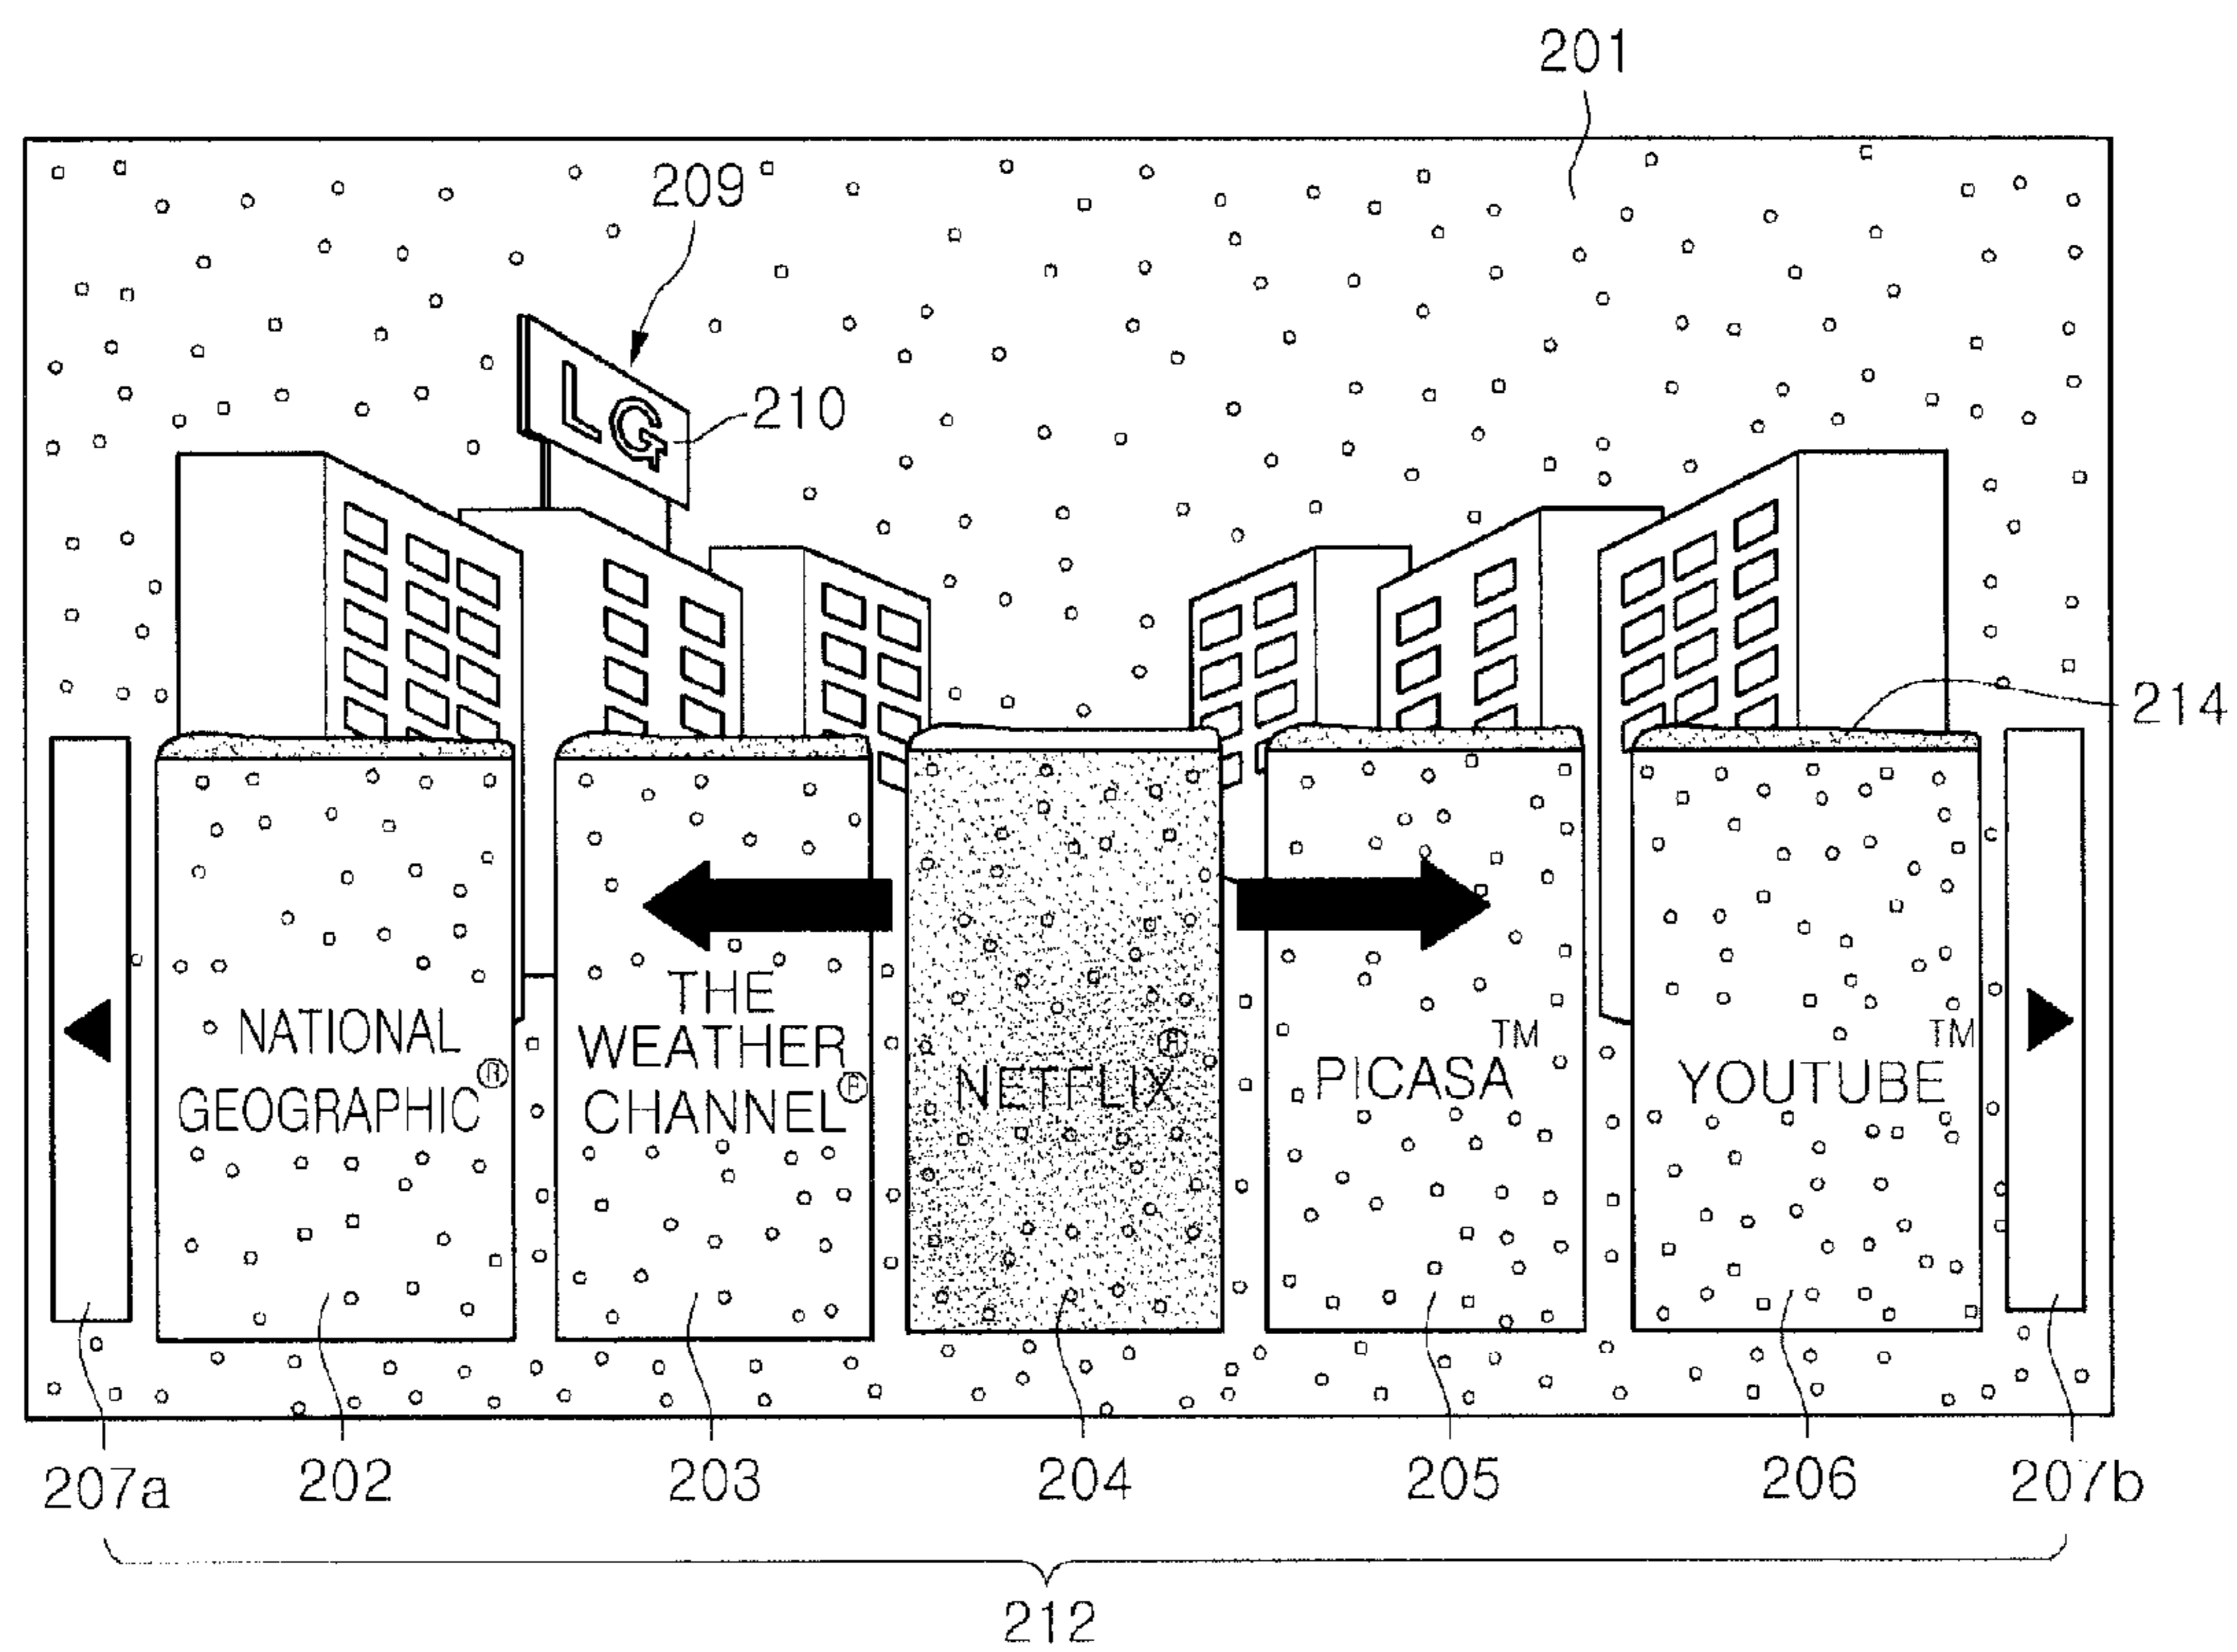 201
209
LG
210
214
NATIONAL
GEOGRAPHIC®
THE
WEATHER
CHANNEL®
NETFLIX®
PICASA™
YOUTUBE™
207a 202 203 204 205 206 207b
212